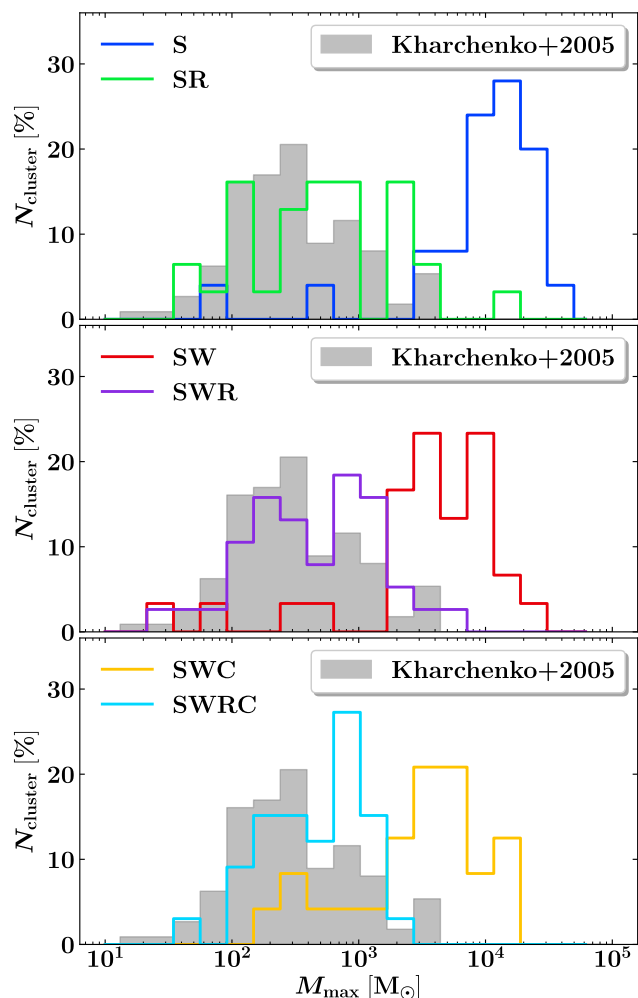 S
SR
Kharchenko+2005
30
20
10
0
N_cluster [%]
SW
SWR
Kharchenko+2005
30
20
10
0
N_cluster [%]
SWC
SWRC
Kharchenko+2005
30
20
10
0
N_cluster [%]
10^1 10^2 10^3 10^4 10^5
M_max [M_⊙]